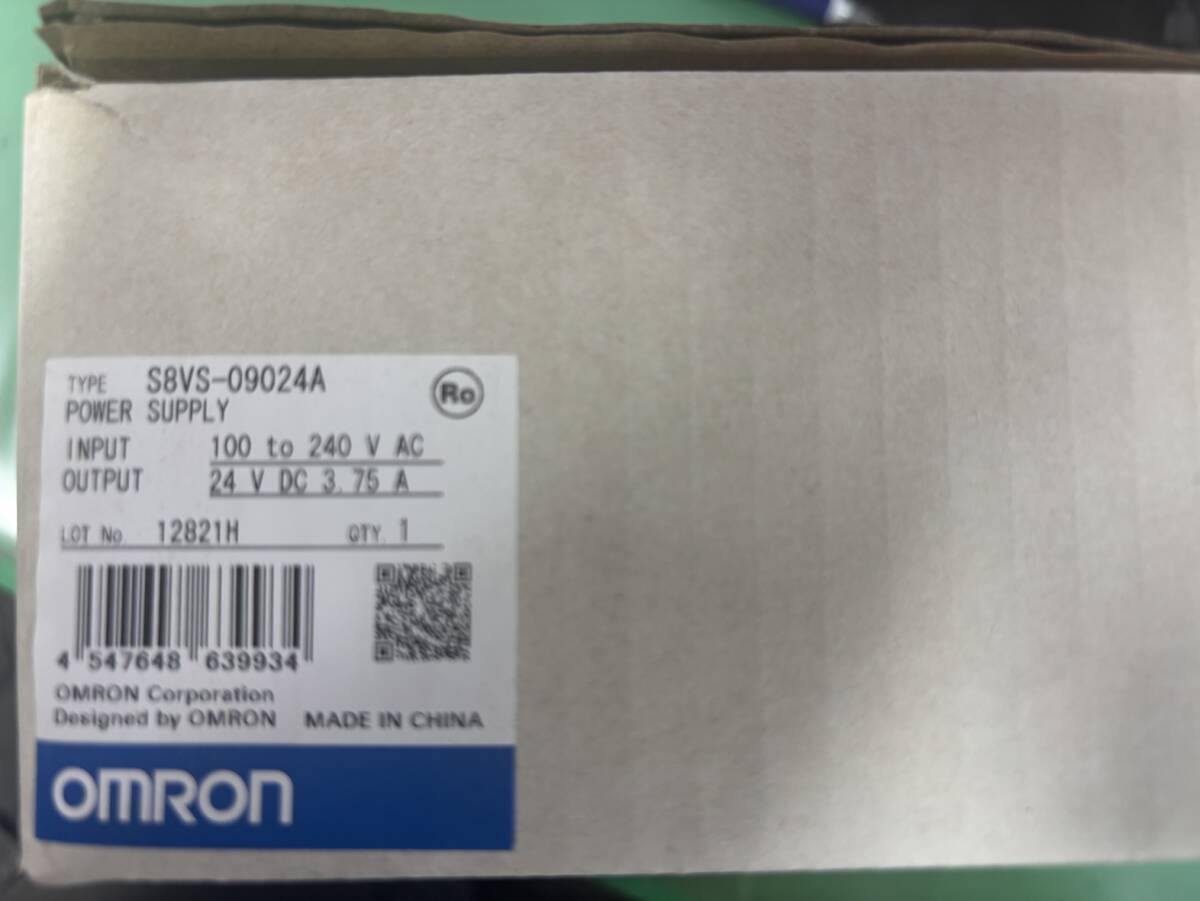 TYPE S8VS-09024A
Ro
POWER SUPPLY
INPUT 100 to 240 V AC
OUTPUT 24 V DC 3.75 A
LOT No. 12821H QTY. 1
4 547648 639934
OMRON Corporation
Designed by OMRON MADE IN CHINA
OMRON